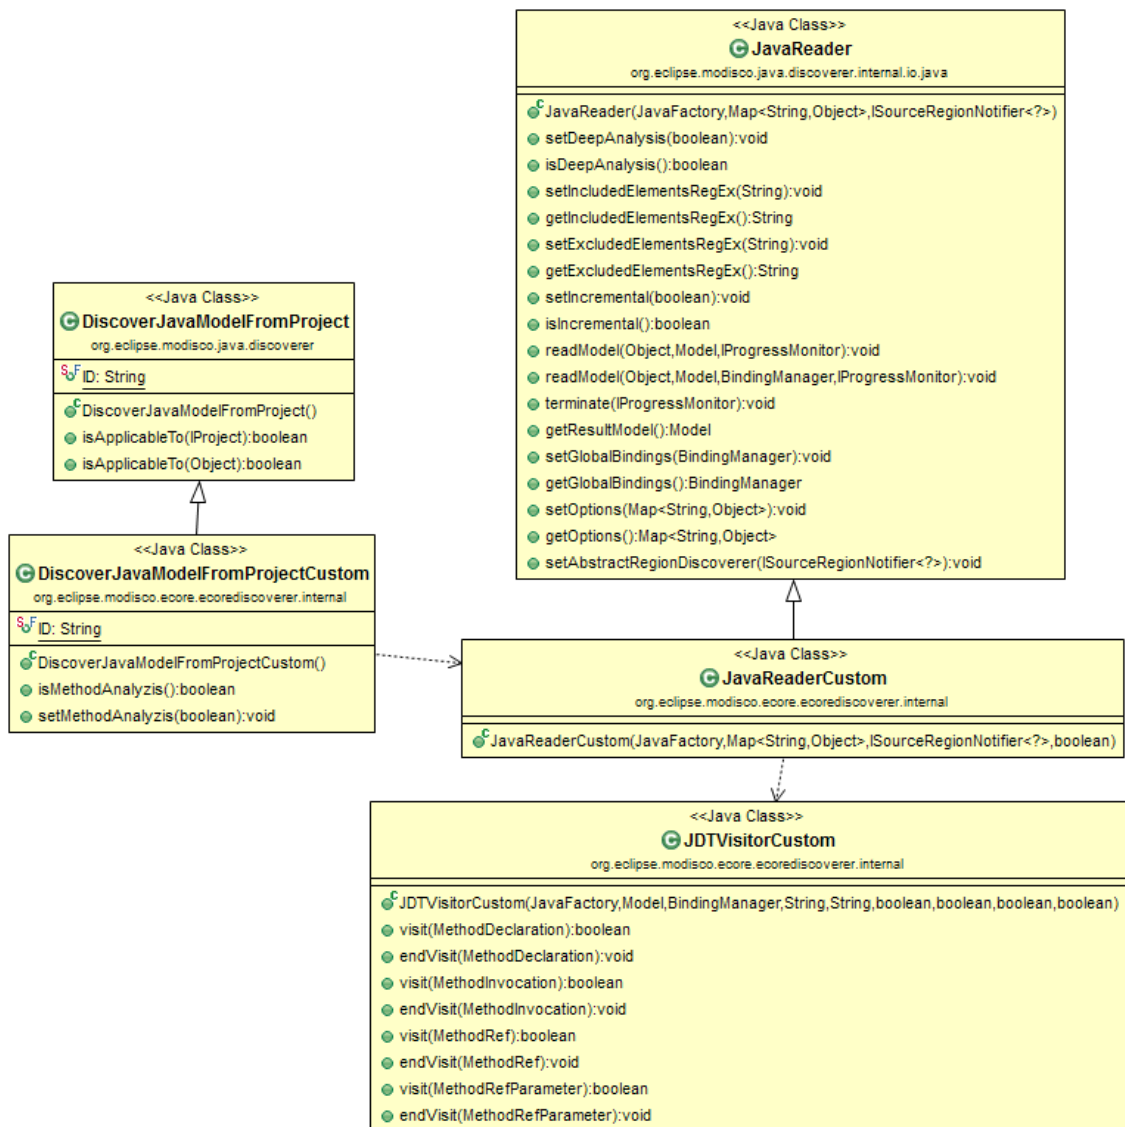 <<Java Class>>
JavaReader
org.eclipse.modisco.java.discoverer.internal.io.java
JavaReader(JavaFactory,Map<String,Object>,ISourceRegionNotifier<?>)
setDeepAnalysis(boolean):void
isDeepAnalysis():boolean
setIncludedElementsRegEx(String):void
getIncludedElementsRegEx():String
setExcludedElementsRegEx(String):void
getExcludedElementsRegEx():String
setIncremental(boolean):void
isIncremental():boolean
readModel(Object,Model,IProgressMonitor):void
readModel(Object,Model,BindingManager,IProgressMonitor):void
terminate(IProgressMonitor):void
getResultModel():Model
setGlobalBindings(BindingManager):void
getGlobalBindings():BindingManager
setOptions(Map<String,Object>):void
getOptions():Map<String,Object>
setAbstractRegionDiscoverer(ISourceRegionNotifier<?>):void
<<Java Class>>
DiscoverJavaModelFromProject
org.eclipse.modisco.java.discoverer
ID: String
DiscoverJavaModelFromProject()
isApplicableTo(IProject):boolean
isApplicableTo(Object):boolean
<<Java Class>>
DiscoverJavaModelFromProjectCustom
org.eclipse.modisco.ecore.ecorediscoverer.internal
ID: String
DiscoverJavaModelFromProjectCustom()
isMethodAnalyzis():boolean
setMethodAnalyzis(boolean):void
<<Java Class>>
JavaReaderCustom
org.eclipse.modisco.ecore.ecorediscoverer.internal
JavaReaderCustom(JavaFactory,Map<String,Object>,ISourceRegionNotifier<?>,boolean)
<<Java Class>>
JDTVisitorCustom
org.eclipse.modisco.ecore.ecorediscoverer.internal
JDTVisitorCustom(JavaFactory,Model,BindingManager,String,String,boolean,boolean,boolean,boolean)
visit(MethodDeclaration):boolean
endVisit(MethodDeclaration):void
visit(MethodInvocation):boolean
endVisit(MethodInvocation):void
visit(MethodRef):boolean
endVisit(MethodRef):void
visit(MethodRefParameter):boolean
endVisit(MethodRefParameter):void